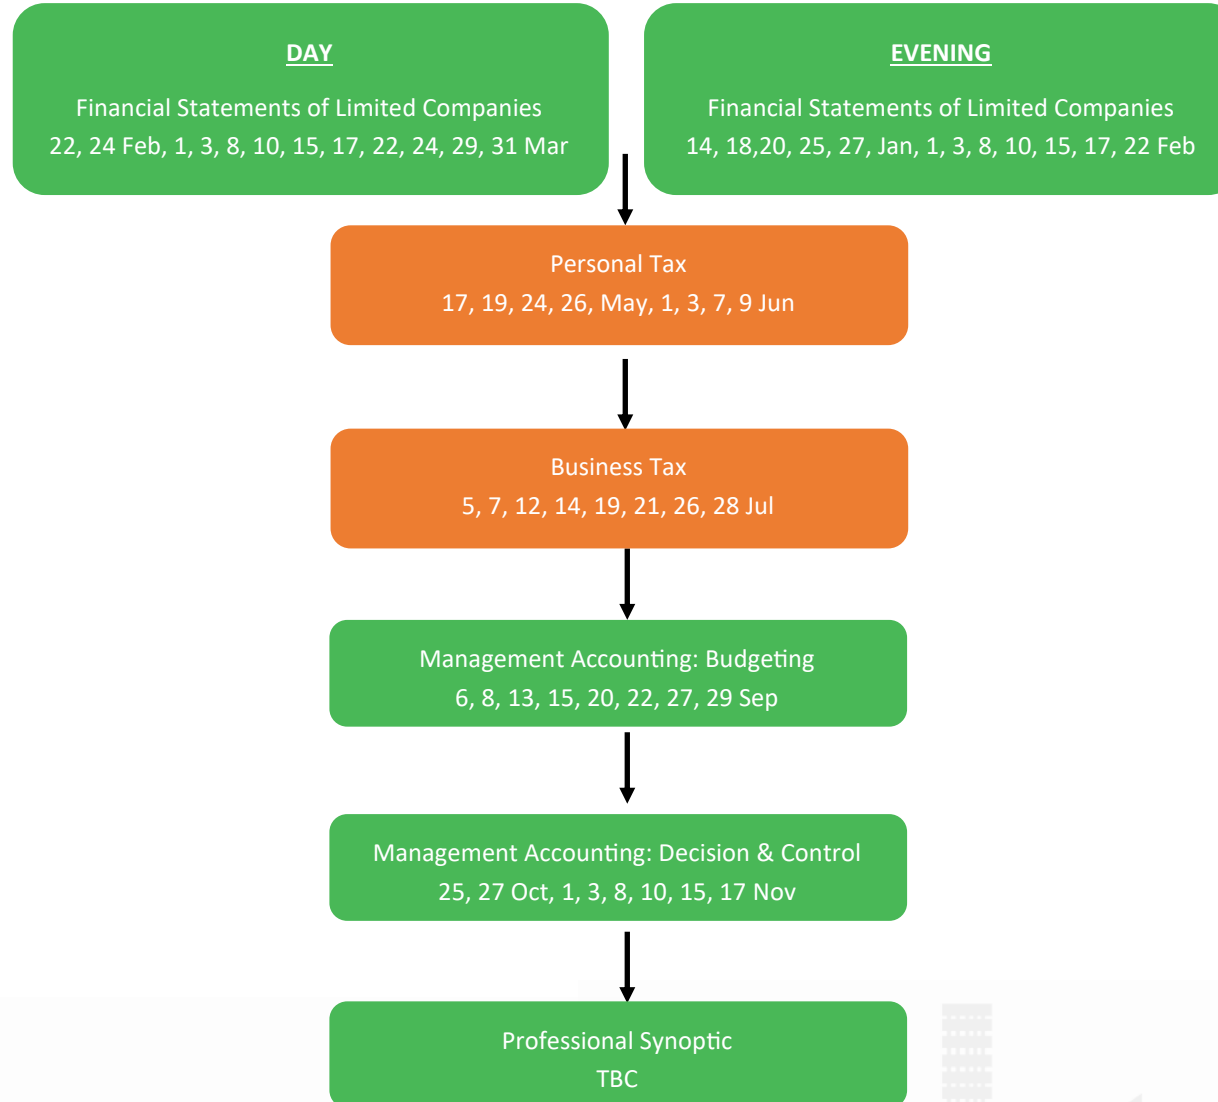 DAY
Financial Statements of Limited Companies
22, 24 Feb, 1, 3, 8, 10, 15, 17, 22, 24, 29, 31 Mar
EVENING
Financial Statements of Limited Companies
14, 18,20, 25, 27, Jan, 1, 3, 8, 10, 15, 17, 22 Feb
Personal Tax
17, 19, 24, 26, May, 1, 3, 7, 9 Jun
Business Tax
5, 7, 12, 14, 19, 21, 26, 28 Jul
Management Accounting: Budgeting
6, 8, 13, 15, 20, 22, 27, 29 Sep
Management Accounting: Decision & Control
25, 27 Oct, 1, 3, 8, 10, 15, 17 Nov
Professional Synoptic
TBC